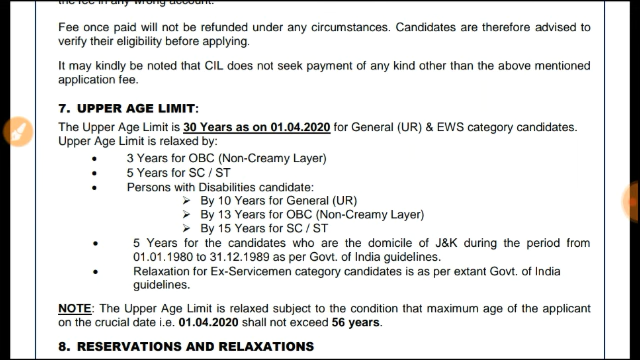 the fee in any wrong account.
Fee once paid will not be refunded under any circumstances. Candidates are therefore advised to
verify their eligibility before applying.
It may kindly be noted that CIL does not seek payment of any kind other than the above mentioned
application fee.
7. UPPER AGE LIMIT:
The Upper Age Limit is 30 Years as on 01.04.2020 for General (UR) & EWS category candidates.
Upper Age Limit is relaxed by:
• 3 Years for OBC (Non-Creamy Layer)
• 5 Years for SC / ST
• Persons with Disabilities candidate:
➢ By 10 Years for General (UR)
➢ By 13 Years for OBC (Non-Creamy Layer)
➢ By 15 Years for SC / ST
• 5 Years for the candidates who are the domicile of J&K during the period from
01.01.1980 to 31.12.1989 as per Govt. of India guidelines.
• Relaxation for Ex-Servicemen category candidates is as per extant Govt. of India
guidelines.
NOTE: The Upper Age Limit is relaxed subject to the condition that maximum age of the applicant
on the crucial date i.e. 01.04.2020 shall not exceed 56 years.
8. RESERVATIONS AND RELAXATIONS